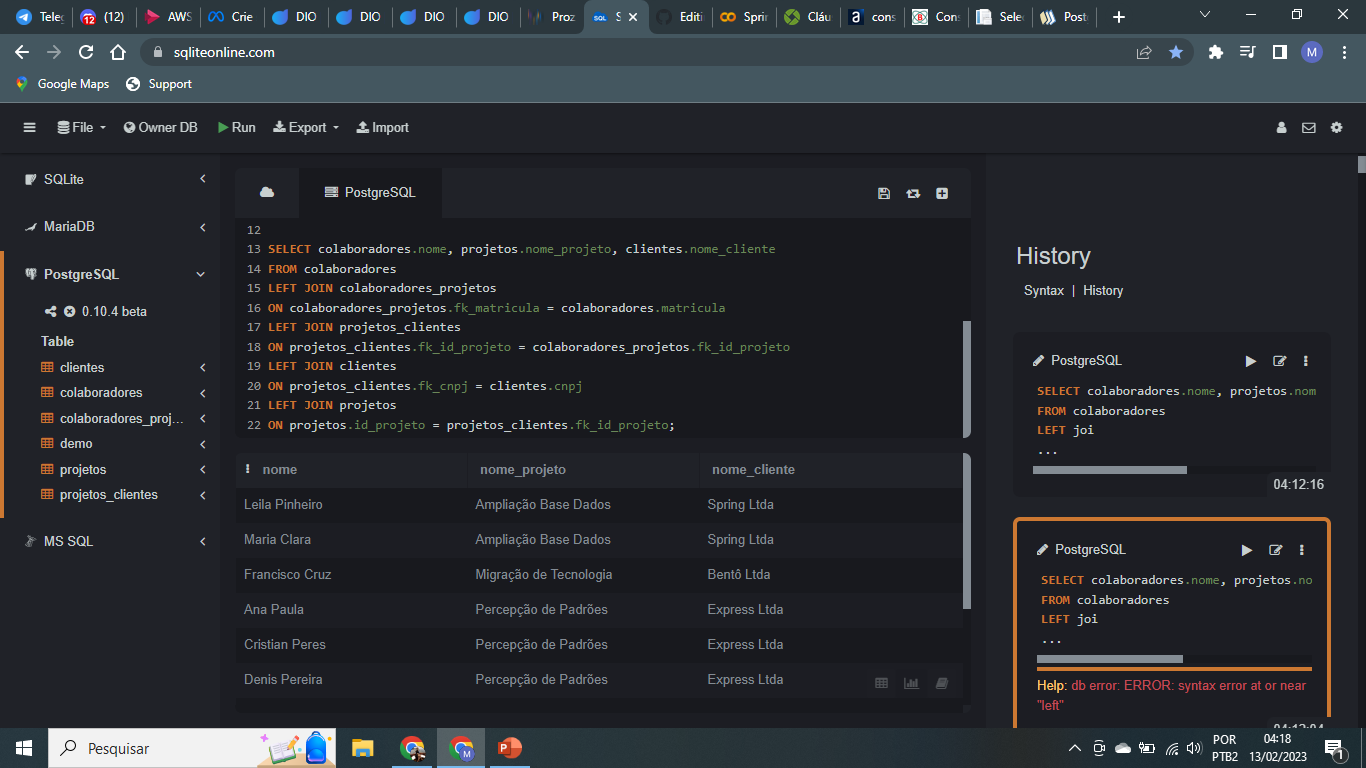 Teleg
(12)
AWS
Crie
DIO
DIO
DIO
DIO
Proz
S
Editi
Sprir
Cláu
cons
Cons
Selec
Post
sqliteonline.com
M
Google Maps
Support
File
Owner DB
Run
Export
Import
SQLite
MariaDB
PostgreSQL
0.10.4 beta
Table
clientes
colaboradores
colaboradores_proj...
demo
projetos
projetos_clientes
MS SQL
PostgreSQL
12
13 SELECT colaboradores.nome, projetos.nome_projeto, clientes.nome_cliente
14 FROM colaboradores
15 LEFT JOIN colaboradores_projetos
16 ON colaboradores_projetos.fk_matricula = colaboradores.matricula
17 LEFT JOIN projetos_clientes
18 ON projetos_clientes.fk_id_projeto = colaboradores_projetos.fk_id_projeto
19 LEFT JOIN clientes
20 ON projetos_clientes.fk_cnpj = clientes.cnpj
21 LEFT JOIN projetos
22 ON projetos.id_projeto = projetos_clientes.fk_id_projeto;
nome nome_projeto nome_cliente
Leila Pinheiro Ampliação Base Dados Spring Ltda
Maria Clara Ampliação Base Dados Spring Ltda
Francisco Cruz Migração de Tecnologia Bentô Ltda
Ana Paula Percepção de Padrões Express Ltda
Cristian Peres Percepção de Padrões Express Ltda
Denis Pereira Percepção de Padrões Express Ltda
History
Syntax | History
PostgreSQL
SELECT colaboradores.nome, projetos.nom
FROM colaboradores
LEFT joi
...
04:12:16
PostgreSQL
SELECT colaboradores.nome, projetos.no
FROM colaboradores
LEFT joi
...
Help: db error: ERROR: syntax error at or near
"left"
Pesquisar
POR
PTB2
04:18
13/02/2023
1